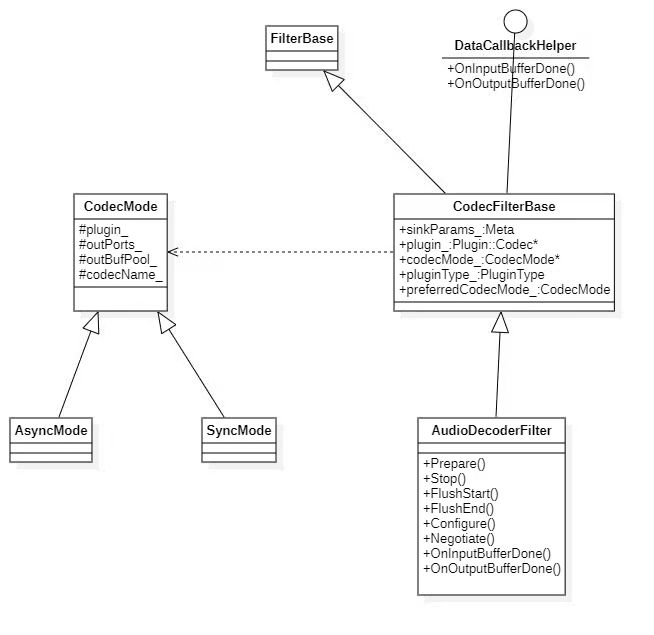 FilterBase
DataCallbackHelper
+OnInputBufferDone()
+OnOutputBufferDone()
CodecMode
#plugin_
#outPorts_
#outBufPool_
#codecName_
CodecFilterBase
+sinkParams_:Meta
+plugin_:Plugin::Codec*
+codecMode_:CodecMode*
+pluginType_:PluginType
+preferredCodecMode_:CodecMode
AsyncMode
SyncMode
AudioDecoderFilter
+Prepare()
+Stop()
+FlushStart()
+FlushEnd()
+Configure()
+Negotiate()
+OnInputBufferDone()
+OnOutputBufferDone()